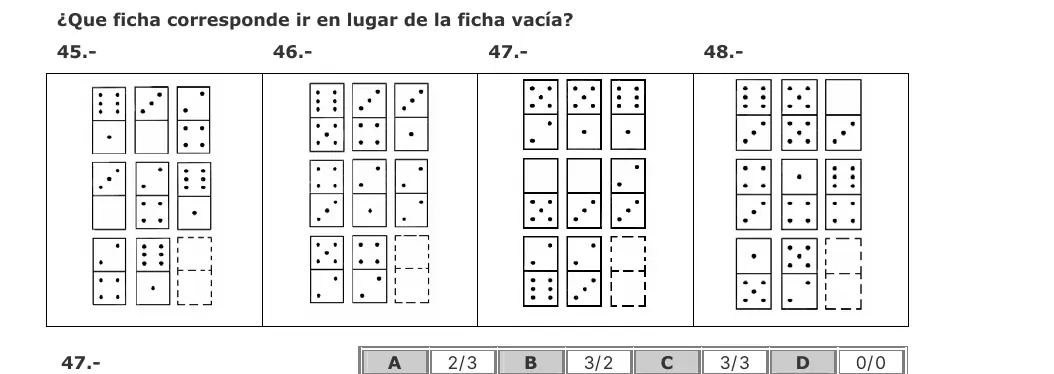 ¿Que ficha corresponde ir en lugar de la ficha vacía?
45.- 46.- 47.- 48.-
47.- A 2/3 B 3/2 C 3/3 D 0/0